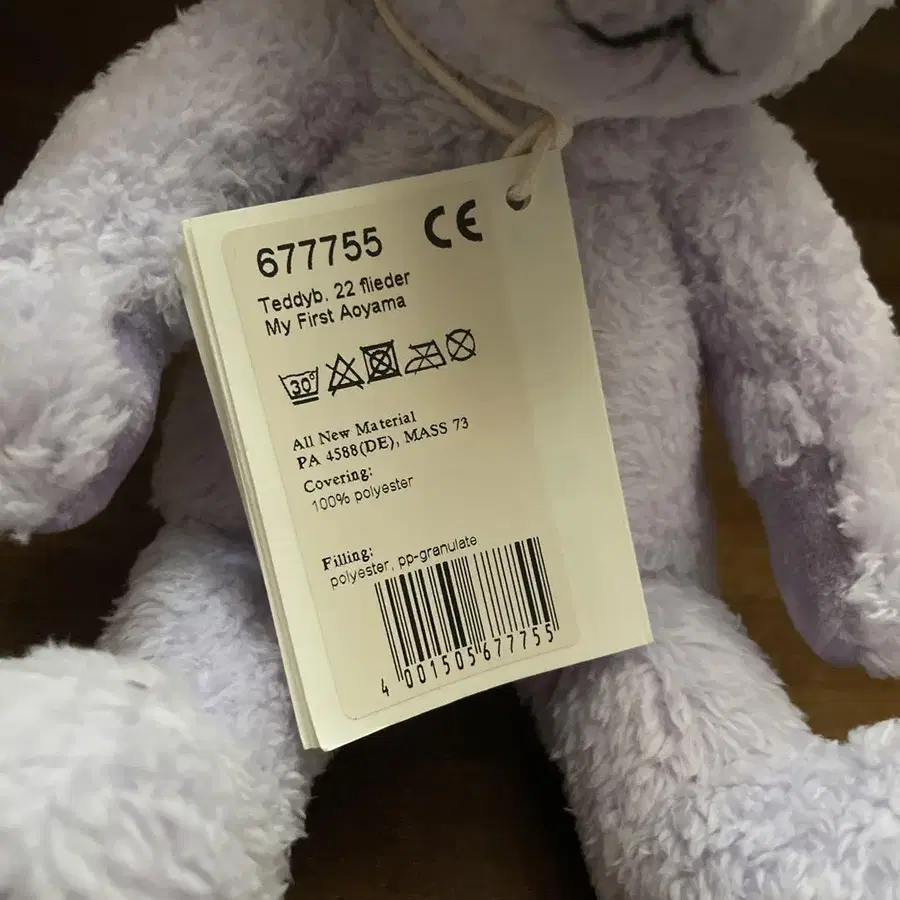 677755 CE
Teddyb. 22 flieder
My First Aoyama
30°
All New Material
PA 4588(DE), MASS 73
Covering:
100% polyester
Filling:
polyester, pp-granulate
4 001505 677755